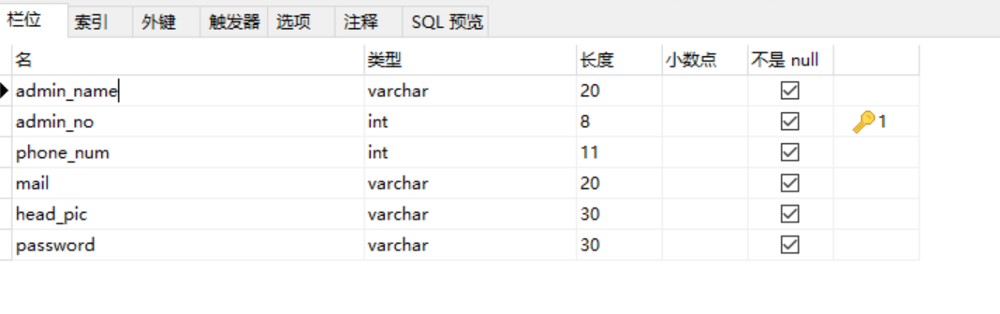 栏位 索引 外键 触发器 选项 注释 SQL 预览
名 类型 长度 小数点 不是 null
admin_name varchar 20
admin_no int 8 1
phone_num int 11
mail varchar 20
head_pic varchar 30
password varchar 30